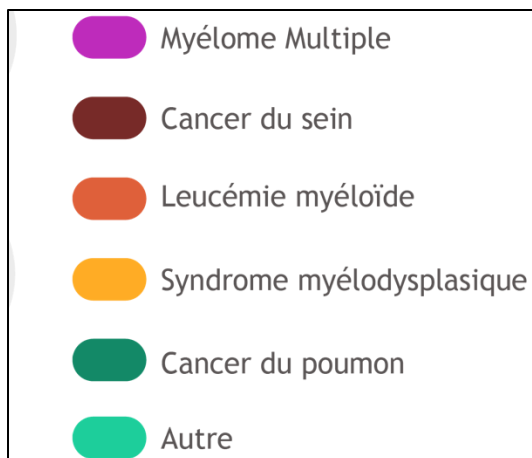 Myélome Multiple
Cancer du sein
Leucémie myéloïde
Syndrome myélodysplasique
Cancer du poumon
Autre